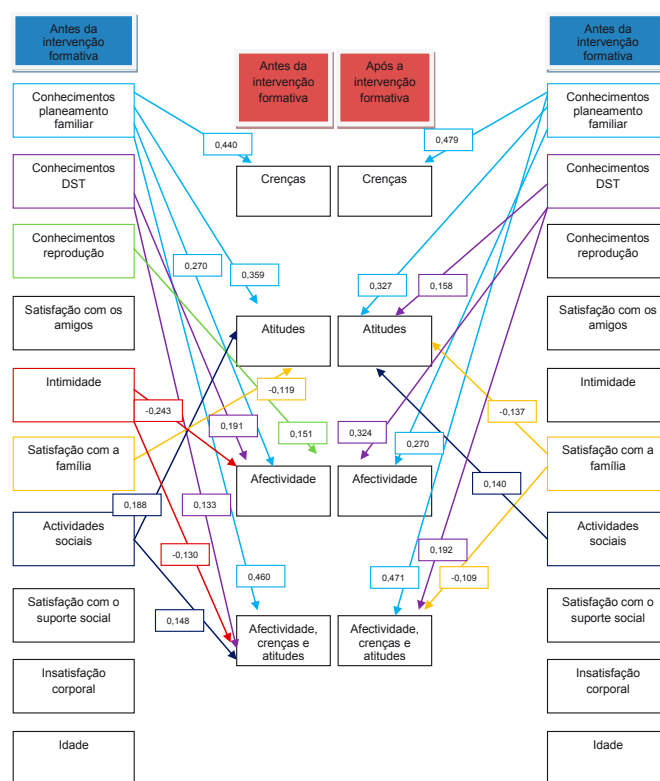 Antes da
intervenção
formativa
Antes da
intervenção
formativa
Após a
intervenção
formativa
Antes da
intervenção
formativa
Conhecimentos
planeamento
familiar
Conhecimentos
DST
Conhecimentos
reprodução
Satisfação com os
amigos
Intimidade
Satisfação com a
família
Actividades
sociais
Satisfação com o
suporte social
Insatisfação
corporal
Idade
0,440
0,270
0,359
-0,119
-0,243
0,191
0,151
0,188
0,133
-0,130
0,460
0,148
Crenças
Atitudes
Afectividade
Afectividade,
crenças e
atitudes
Crenças
Atitudes
Afectividade
Afectividade,
crenças e
atitudes
0,479
0,327
0,158
-0,137
0,324
0,270
0,140
0,192
0,471
-0,109
Conhecimentos
planeamento
familiar
Conhecimentos
DST
Conhecimentos
reprodução
Satisfação com os
amigos
Intimidade
Satisfação com a
família
Actividades
sociais
Satisfação com o
suporte social
Insatisfação
corporal
Idade